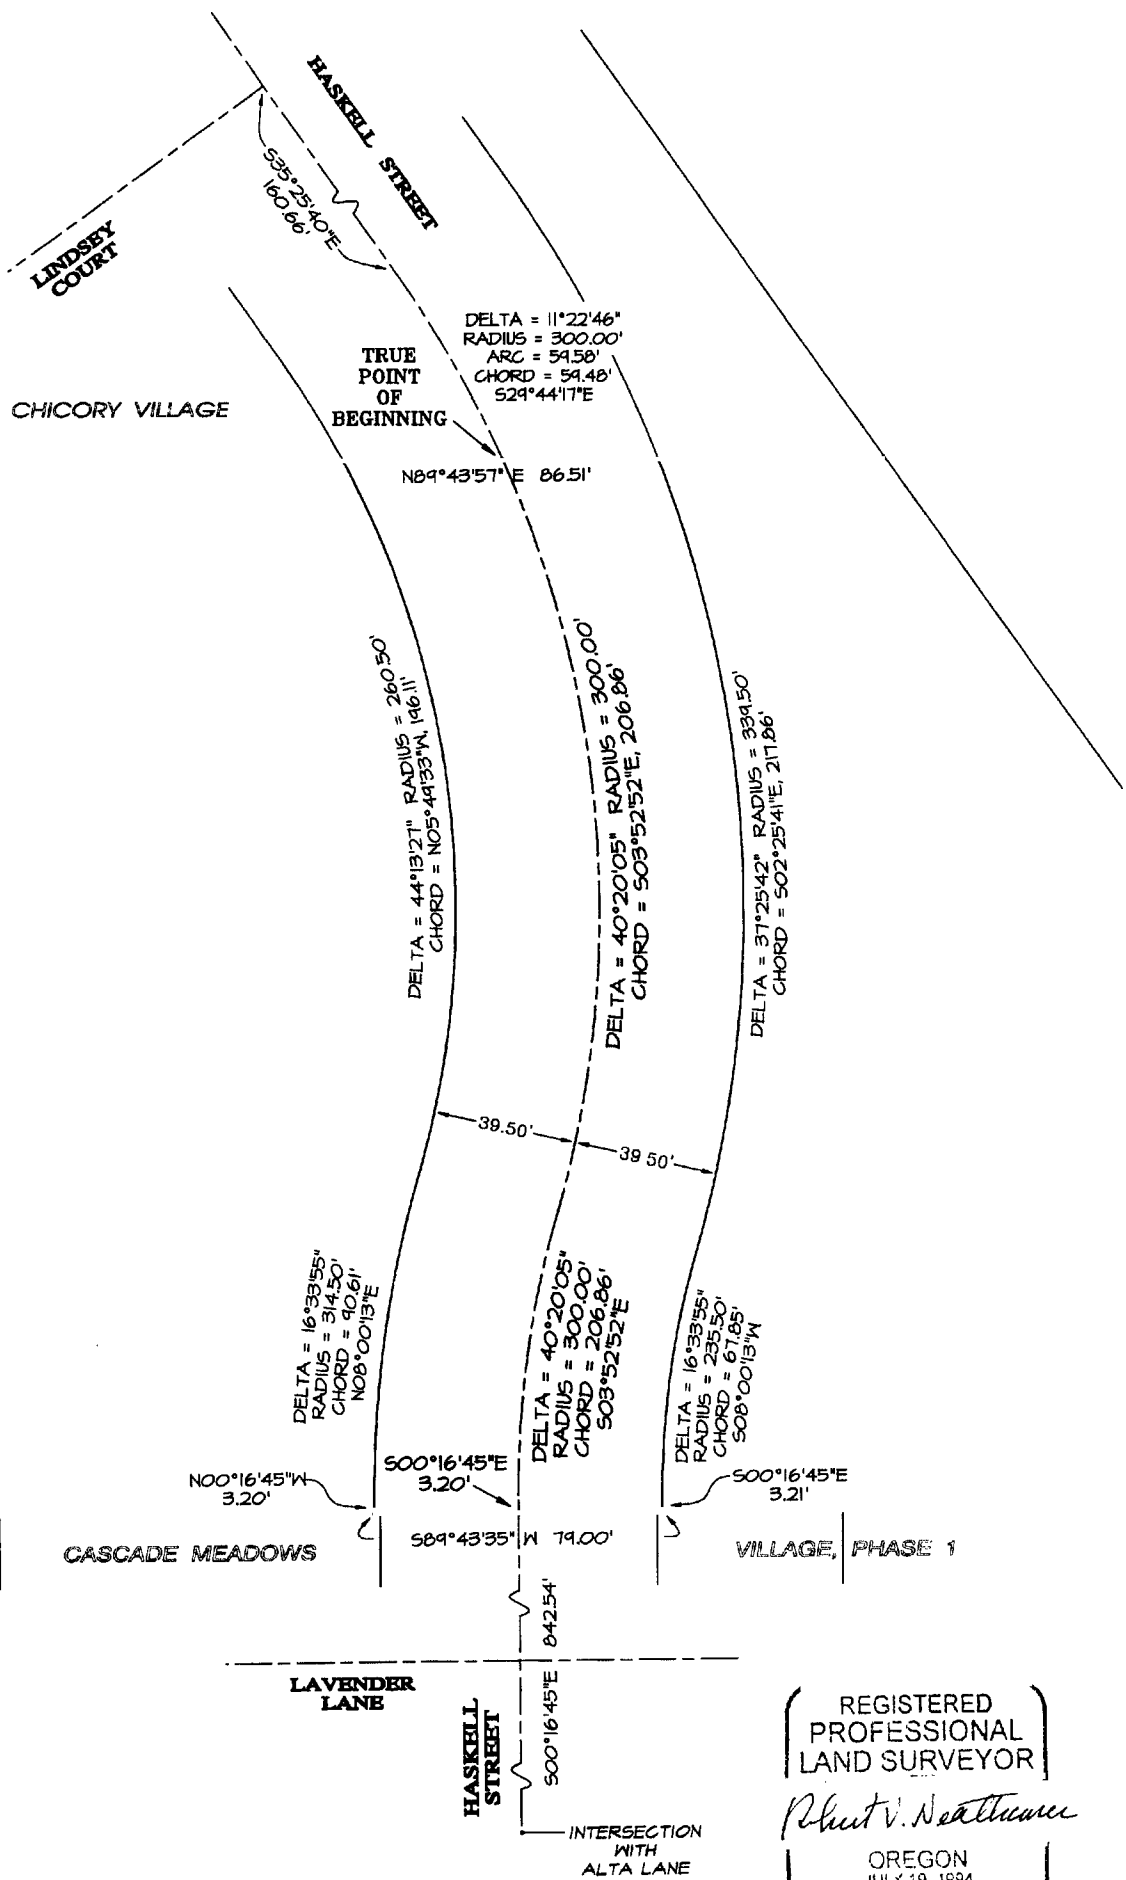 HASKELL STREET
S35°25'40"E
160.66'
LINDSEY
COURT
DELTA = 11°22'46"
RADIUS = 300.00'
ARC = 59.58'
CHORD = 59.48'
S29°44'17"E
TRUE
POINT
OF
BEGINNING
CHICORY VILLAGE
N89°43'57" E 86.51'
DELTA = 44°13'27" RADIUS = 260.50'
CHORD = N05°49'33"W, 196.11'
DELTA = 40°20'05" RADIUS = 300.00'
CHORD = S03°52'52"E, 206.86'
DELTA = 37°25'42" RADIUS = 339.50'
CHORD = S02°25'41"E, 217.86'
39.50'
39 50'
DELTA = 16°33'55"
RADIUS = 314.50'
CHORD = 90.61'
N08°00'13"E
DELTA = 40°20'05"
RADIUS = 300.00'
CHORD = 206.86'
S03°52'52"E
DELTA = 16°33'55"
RADIUS = 235.50'
CHORD = 67.85'
S08°00'13"W
S00°16'45"E
3.20'
N00°16'45"W
3.20'
S00°16'45"E
3.21'
S89°43'35" W 79.00'
CASCADE MEADOWS
VILLAGE, PHASE 1
S00°16'45"E 842.54'
LAVENDER
LANE
HASKELL
STREET
INTERSECTION
WITH
ALTA LANE
REGISTERED
PROFESSIONAL
LAND SURVEYOR
Robert V. Neathamer
OREGON
JULY 19, 1994